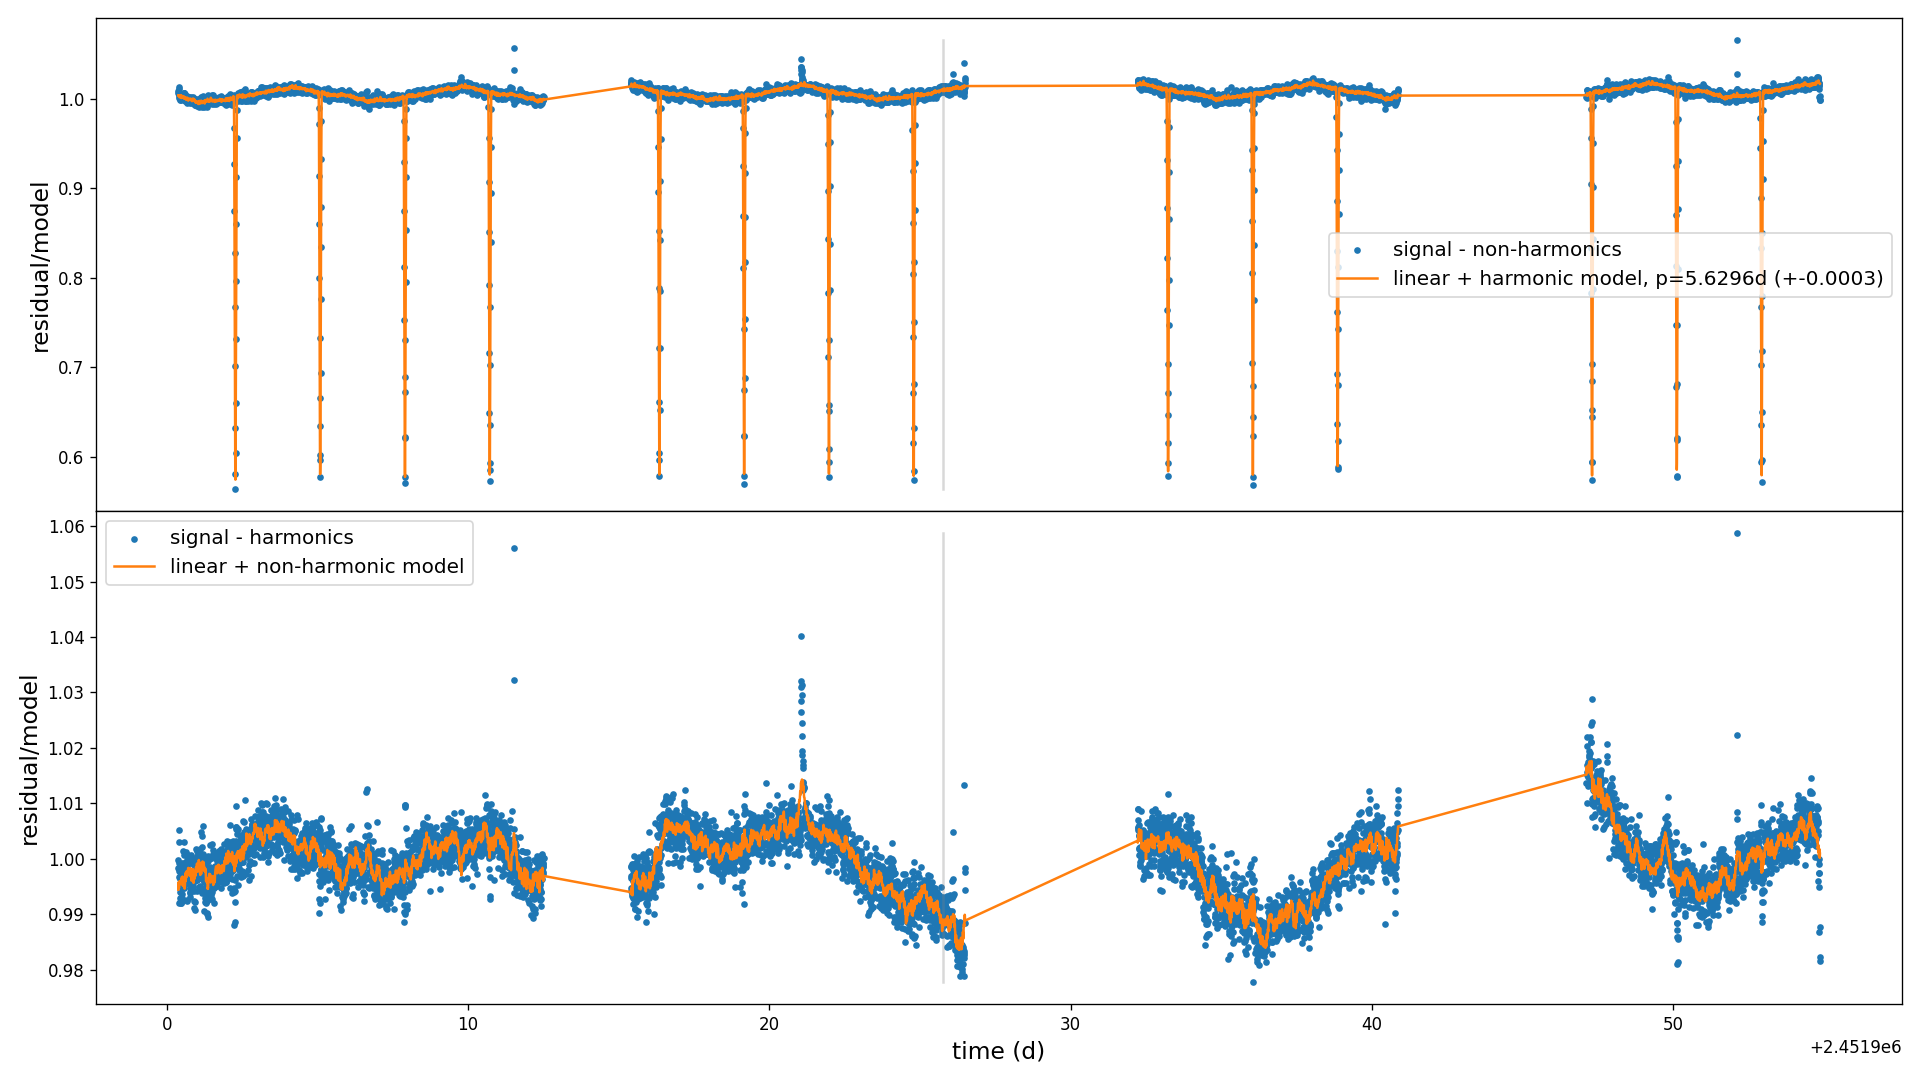 residual/model
1.0
0.9
0.8
0.7
0.6
signal - non-harmonics
linear + harmonic model, p=5.6296d (+-0.0003)
residual/model
1.06
1.05
1.04
1.03
1.02
1.01
1.00
0.99
0.98
signal - harmonics
linear + non-harmonic model
0 10 20 30 40 50
time (d)
+2.4519e6